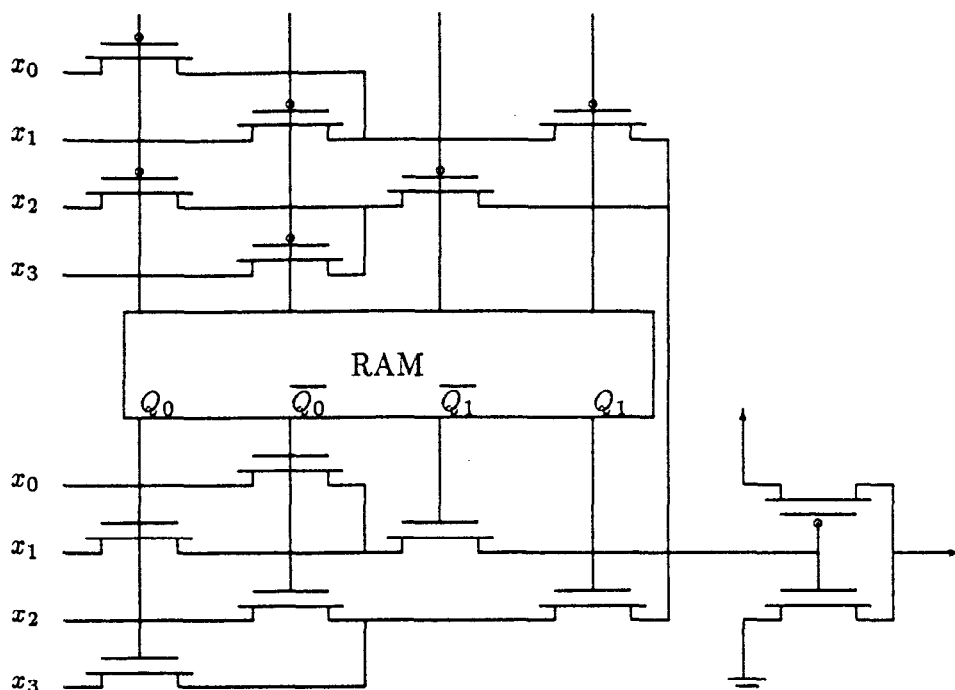 x₀
x₁
x₂
x₃
RAM
Q₀ Q̅₀ Q̅₁ Q₁
x₀
x₁
x₂
x₃